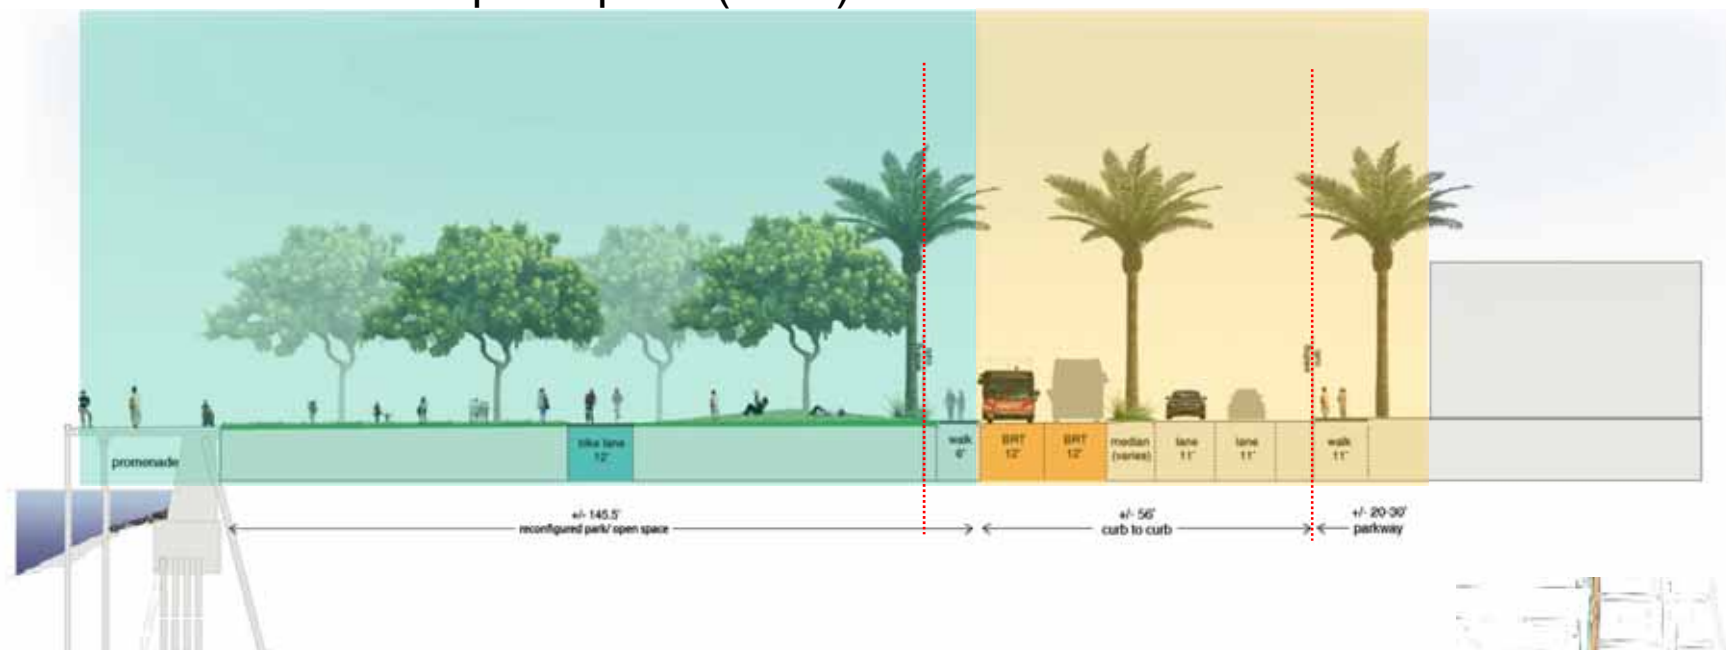 promenade
bike lane
12'
walk
6'
BRT
12'
BRT
12'
median
(varies)
lane
11'
lane
11'
walk
11'
+/- 145.5'
reconfigured park/ open space
+/- 56'
curb to curb
+/- 20-30'
parkway